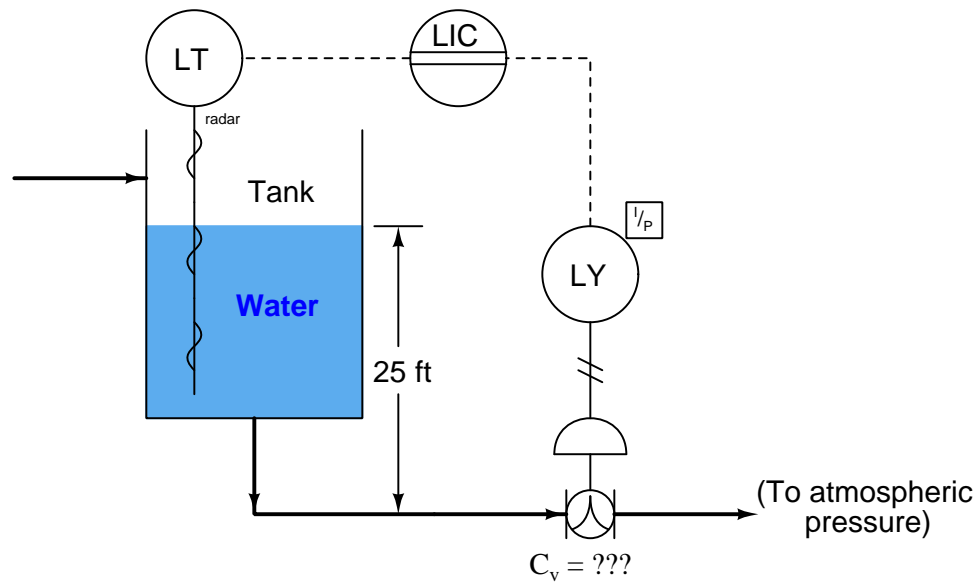 LT
LIC
radar
Tank
I/P
Water
LY
25 ft
(To atmospheric
pressure)
Cv = ???